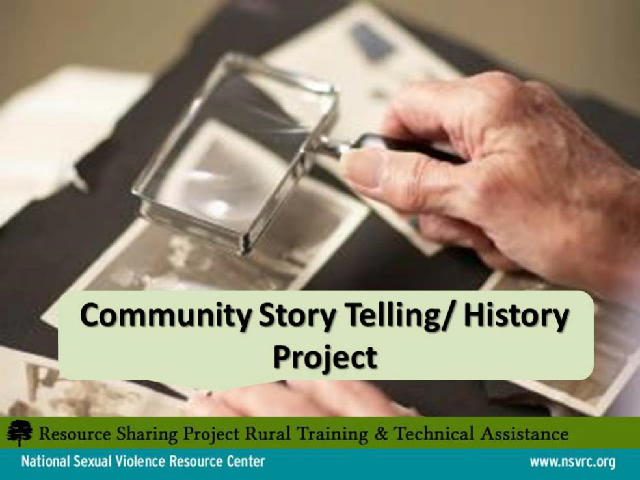 Community Story Telling/ History
Project
Resource Sharing Project Rural Training & Technical Assistance
National Sexual Violence Resource Center
www.nsvrc.org